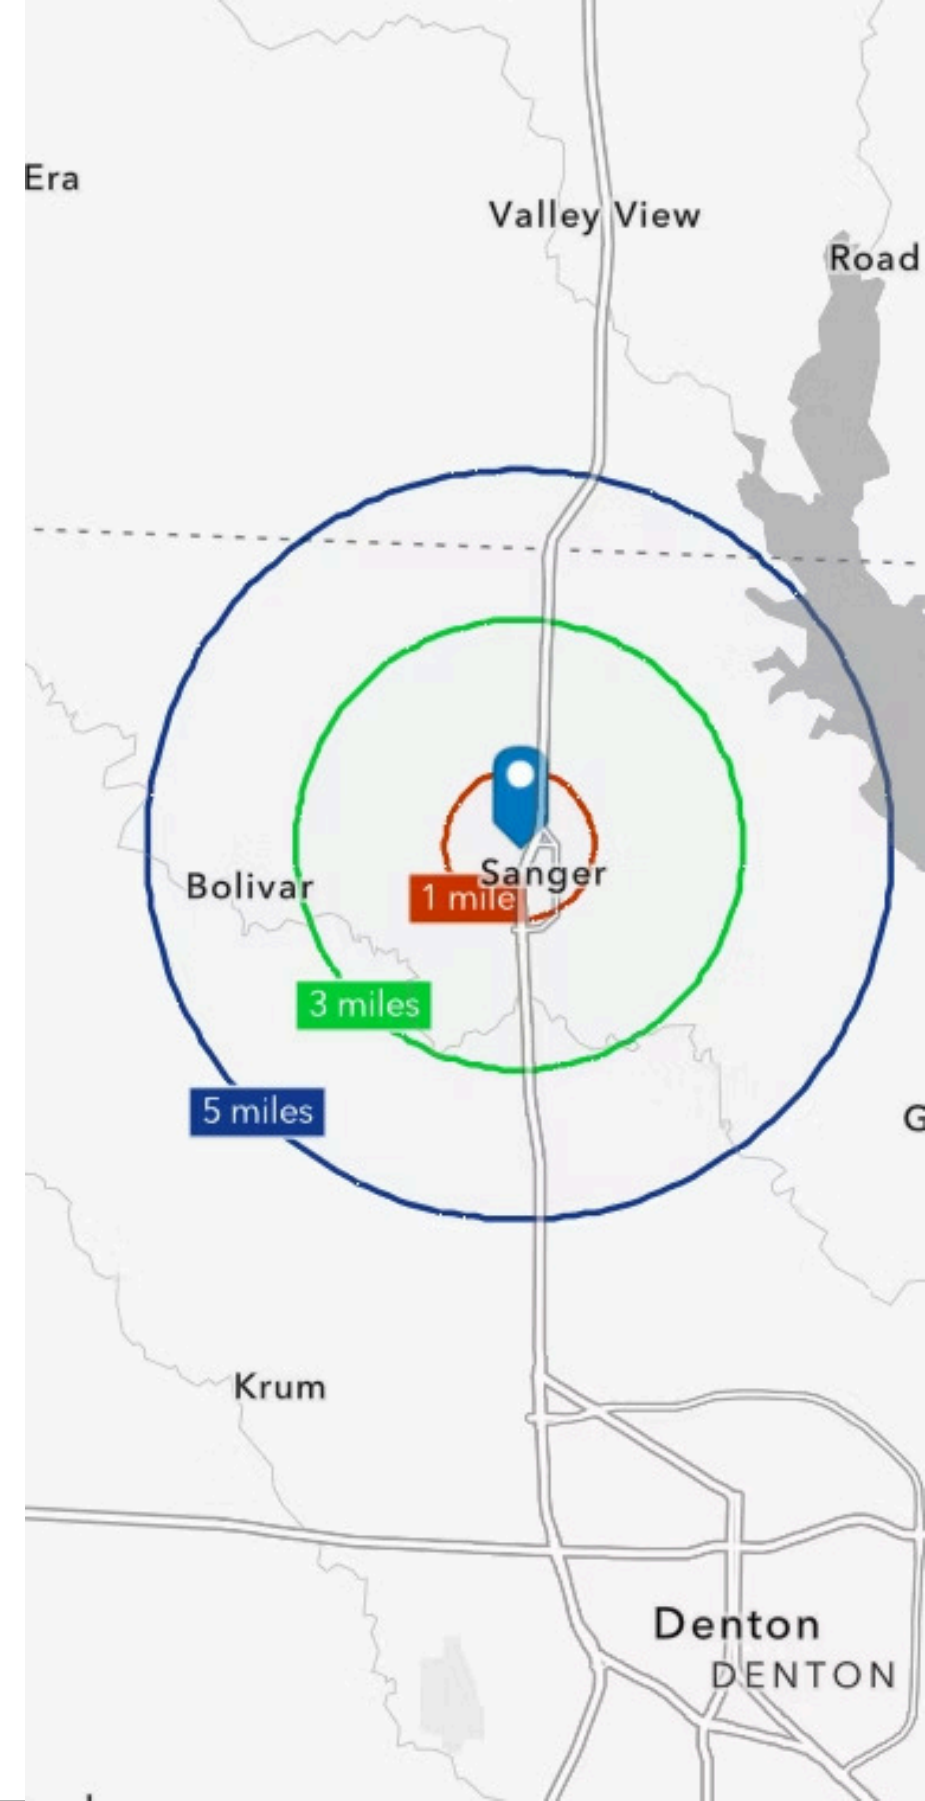 Era
Valley View
Road
Sanger
Bolivar
1 mile
3 miles
5 miles
G
Krum
Denton
DENTON